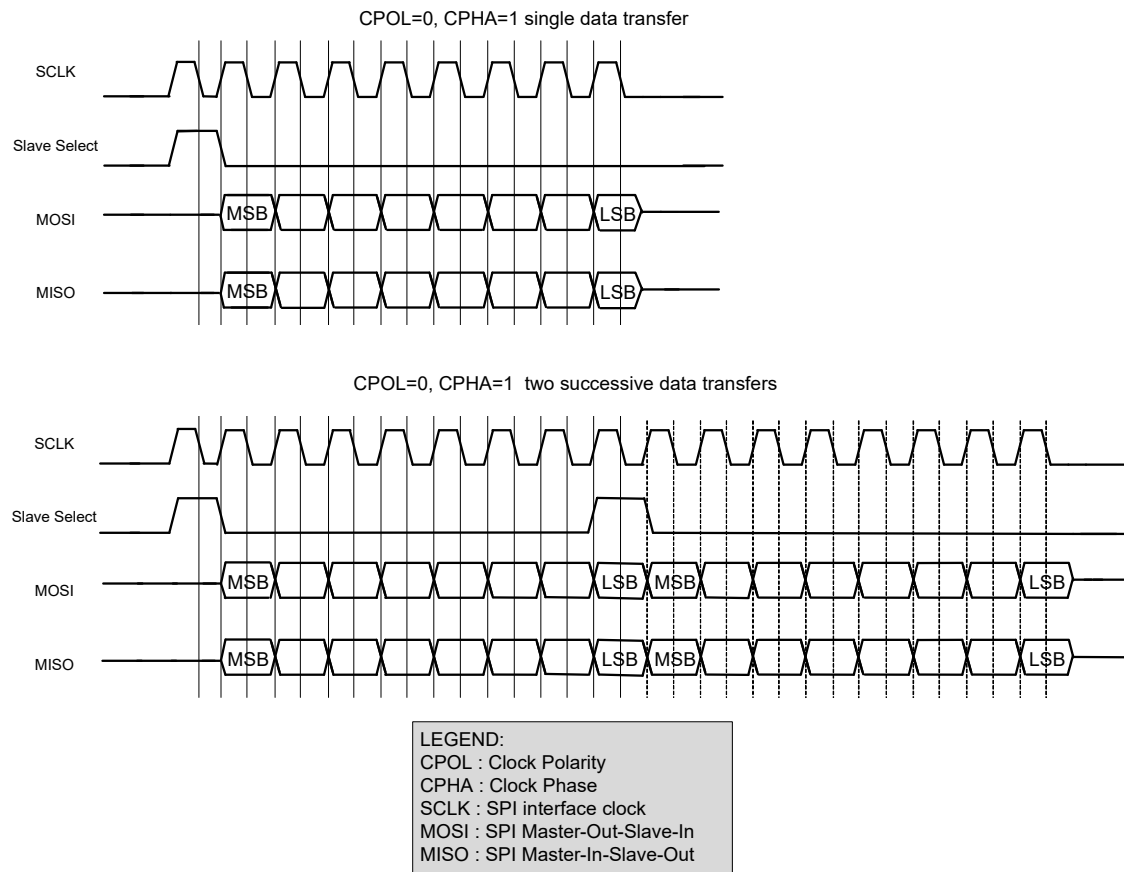 CPOL=0, CPHA=1 single data transfer
SCLK
Slave Select
MOSI
MSB
LSB
MISO
MSB
LSB
CPOL=0, CPHA=1 two successive data transfers
SCLK
Slave Select
MOSI
MSB
LSB
MSB
LSB
MISO
MSB
LSB
MSB
LSB
LEGEND:
CPOL : Clock Polarity
CPHA : Clock Phase
SCLK : SPI interface clock
MOSI : SPI Master-Out-Slave-In
MISO : SPI Master-In-Slave-Out